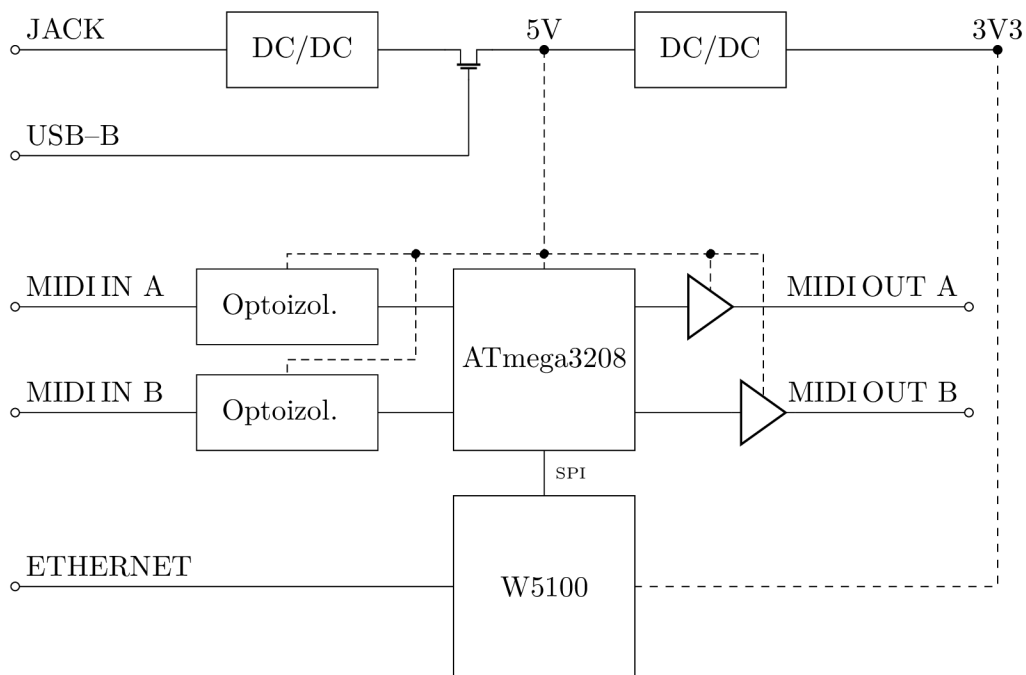 JACK
DC/DC
5V
DC/DC
3V3
USB–B
MIDI IN A
Optoizol.
MIDI OUT A
ATmega3208
MIDI IN B
Optoizol.
MIDI OUT B
SPI
ETHERNET
W5100